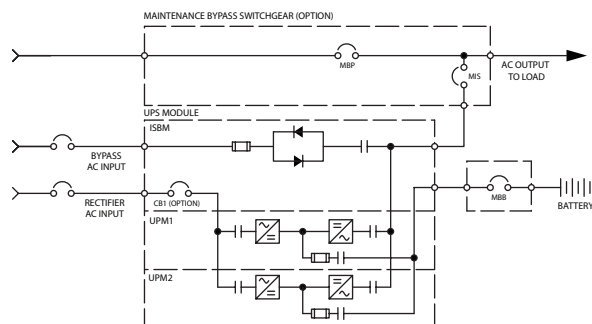 MAINTENANCE BYPASS SWITCHGEAR (OPTION)
MBP
AC OUTPUT
TO LOAD
MIS
UPS MODULE
ISBM
BYPASS
AC INPUT
RECTIFIER
AC INPUT
CB1 (OPTION)
MBB
BATTERY
UPM1
UPM2